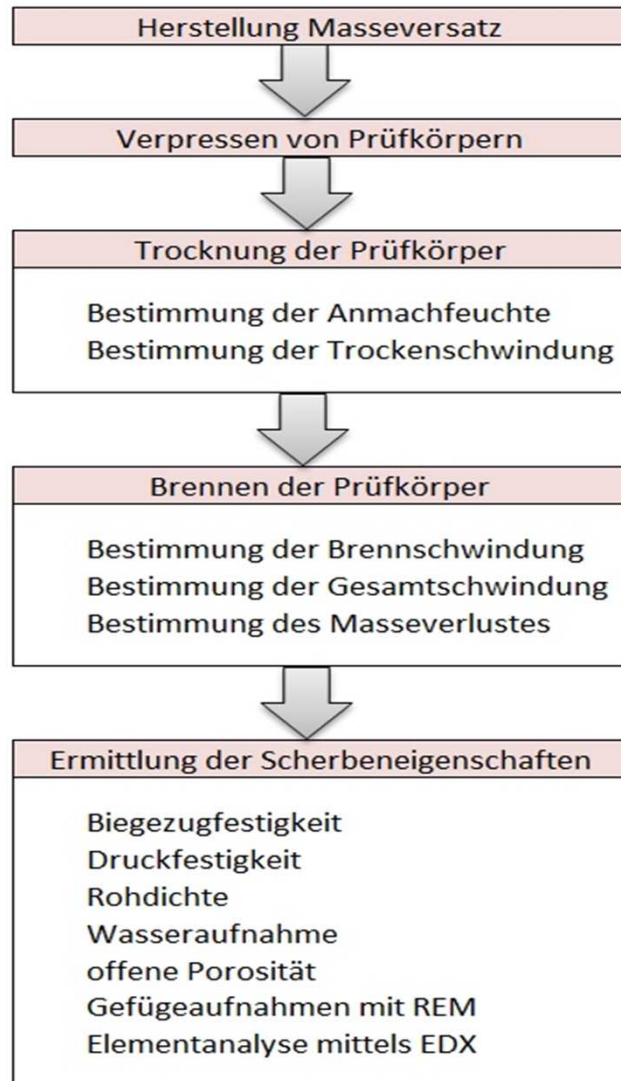 Herstellung Masseversatz
Verpressen von Prüfkörpern
Trocknung der Prüfkörper
Bestimmung der Anmachfeuchte
Bestimmung der Trockenschwindung
Brennen der Prüfkörper
Bestimmung der Brennschwindung
Bestimmung der Gesamtschwindung
Bestimmung des Masseverlustes
Ermittlung der Scherbeneigenschaften
Biegezugfestigkeit
Druckfestigkeit
Rohdichte
Wasseraufnahme
offene Porosität
Gefügeaufnahmen mit REM
Elementanalyse mittels EDX